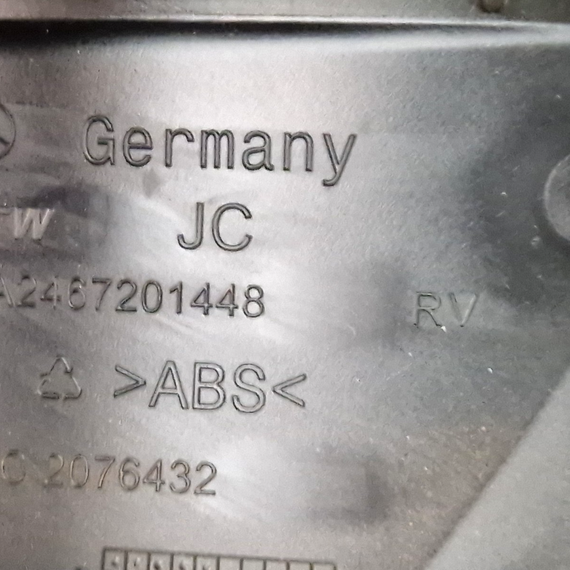 Germany
W JC
A2467201448 RV
>ABS<
C 2076432